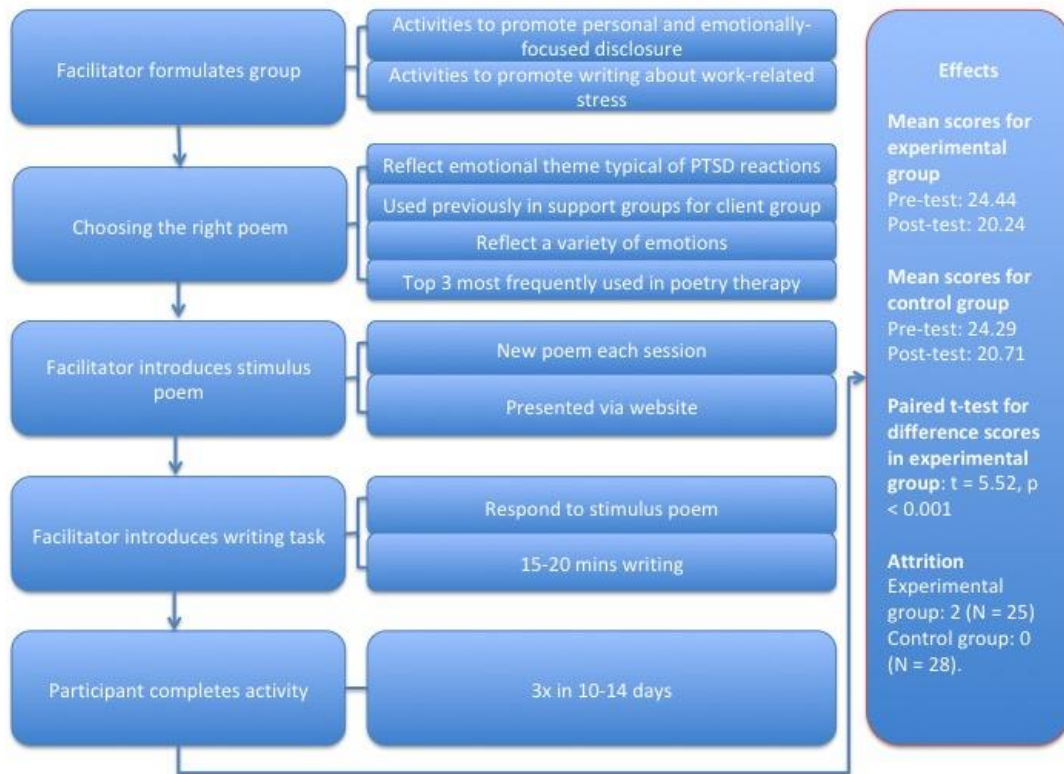 Facilitator formulates group
Activities to promote personal and emotionally-
focused disclosure
Activities to promote writing about work-related
stress
Choosing the right poem
Reflect emotional theme typical of PTSD reactions
Used previously in support groups for client group
Reflect a variety of emotions
Top 3 most frequently used in poetry therapy
Facilitator introduces stimulus
poem
New poem each session
Presented via website
Facilitator introduces writing task
Respond to stimulus poem
15-20 mins writing
Participant completes activity
3x in 10-14 days
Effects
Mean scores for
experimental
group
Pre-test: 24.44
Post-test: 20.24
Mean scores for
control group
Pre-test: 24.29
Post-test: 20.71
Paired t-test for
difference scores
in experimental
group: t = 5.52, p
< 0.001
Attrition
Experimental
group: 2 (N = 25)
Control group: 0
(N = 28).